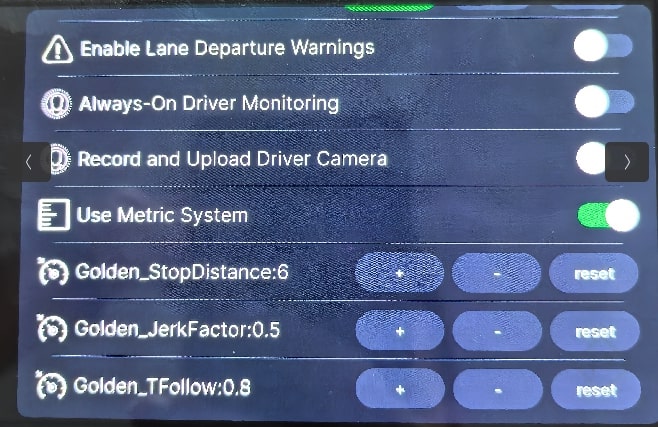 Enable Lane Departure Warnings
Always-On Driver Monitoring
Record and Upload Driver Camera
Use Metric System
Golden_StopDistance:6 + - reset
Golden_JerkFactor:0.5 + - reset
Golden_TFollow:0.8 + - reset